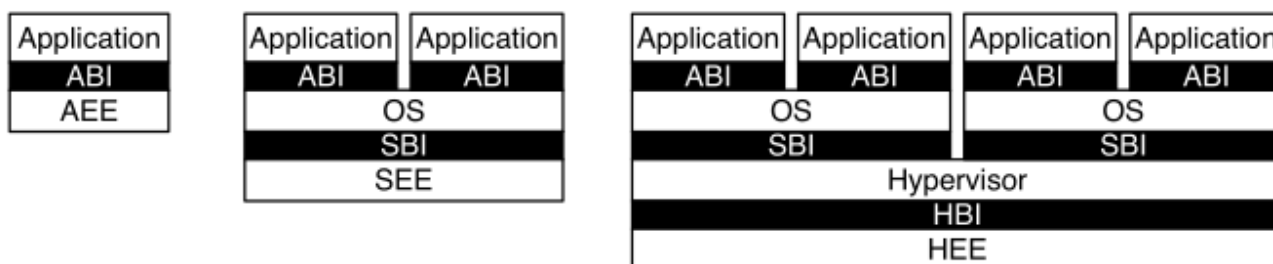 Application
ABI
AEE
Application Application
ABI ABI
OS
SBI
SEE
Application Application Application Application
ABI ABI ABI ABI
OS OS
SBI SBI
Hypervisor
HBI
HEE